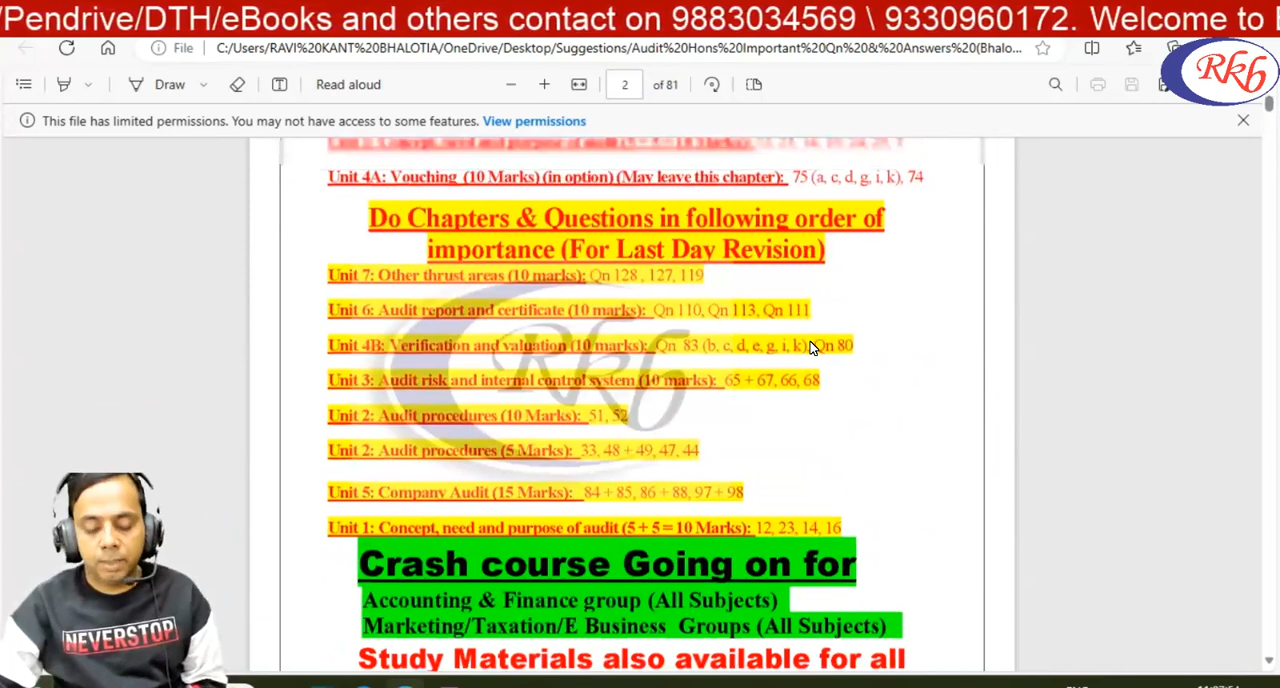 /Pendrive/DTH/eBooks and others contact on 9883034569 \ 9330960172. Welcome to
File C:/Users/RAVI%20KANT%20BHALOTIA/OneDrive/Desktop/Suggestions/Audit%20Hons%20Important%20Qn%20&%20Answers%20(Bhalo...
Rkb
Draw Read aloud 2 of 81
This file has limited permissions. You may not have access to some features. View permissions
Unit 4A: Vouching (10 Marks) (in option) (May leave this chapter): 75 (a, c, d, g, i, k), 74
Do Chapters & Questions in following order of
importance (For Last Day Revision)
Unit 7: Other thrust areas (10 marks): Qn 128 , 127, 119
Unit 6: Audit report and certificate (10 marks): Qn 110, Qn 113, Qn 111
Unit 4B: Verification and valuation (10 marks): Qn 83 (b, c, d, e, g, i, k), Qn 80
Rkb
Unit 3: Audit risk and internal control system (10 marks): 65 + 67, 66, 68
Unit 2: Audit procedures (10 Marks): 51, 52
Unit 2: Audit procedures (5 Marks): 33, 48 + 49, 47, 44
Unit 5: Company Audit (15 Marks): 84 + 85, 86 + 88, 97 + 98
Unit 1: Concept, need and purpose of audit (5 + 5 = 10 Marks): 12, 23, 14, 16
Crash course Going on for
Accounting & Finance group (All Subjects)
Marketing/Taxation/E Business Groups (All Subjects)
Study Materials also available for all
NEVERSTOP